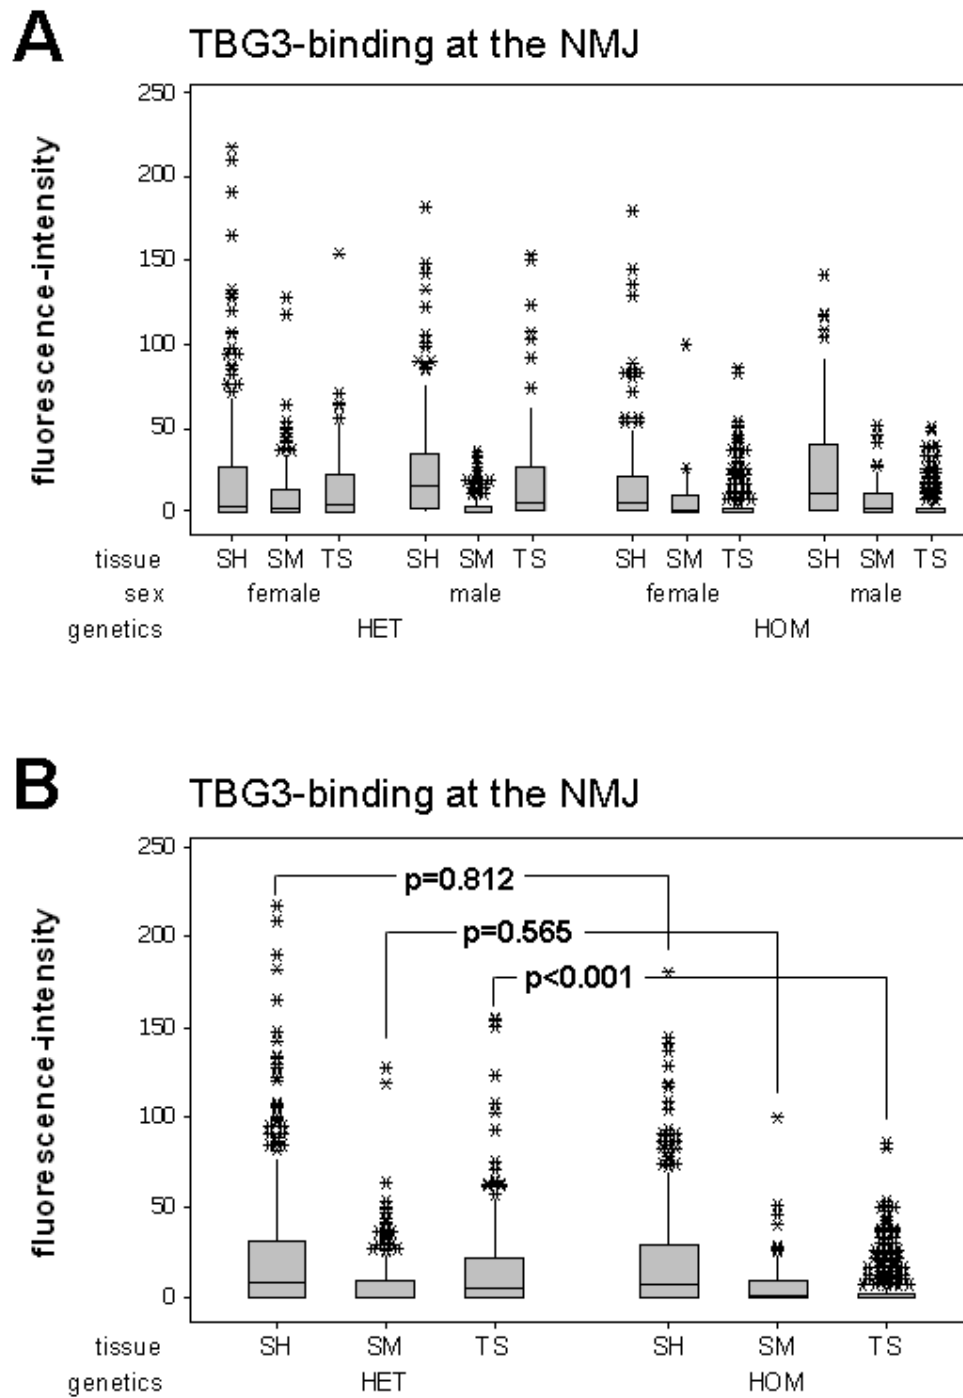 A
TBG3-binding at the NMJ
fluorescence-intensity
250
200
150
100
50
0
tissue SH SM TS SH SM TS SH SM TS SH SM TS
sex female male female male
genetics HET HOM
B
TBG3-binding at the NMJ
fluorescence-intensity
250
p=0.812
200
p=0.565
p<0.001
150
100
50
0
tissue SH SM TS SH SM TS
genetics HET HOM